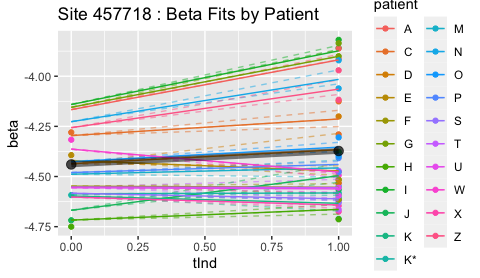 Site 457718 : Beta Fits by Patient
beta
-4.00
-4.25
-4.50
-4.75
0.00 0.25 0.50 0.75 1.00
tInd
patient
A M
C N
D O
E P
F S
G T
H U
I W
J X
K Z
K*